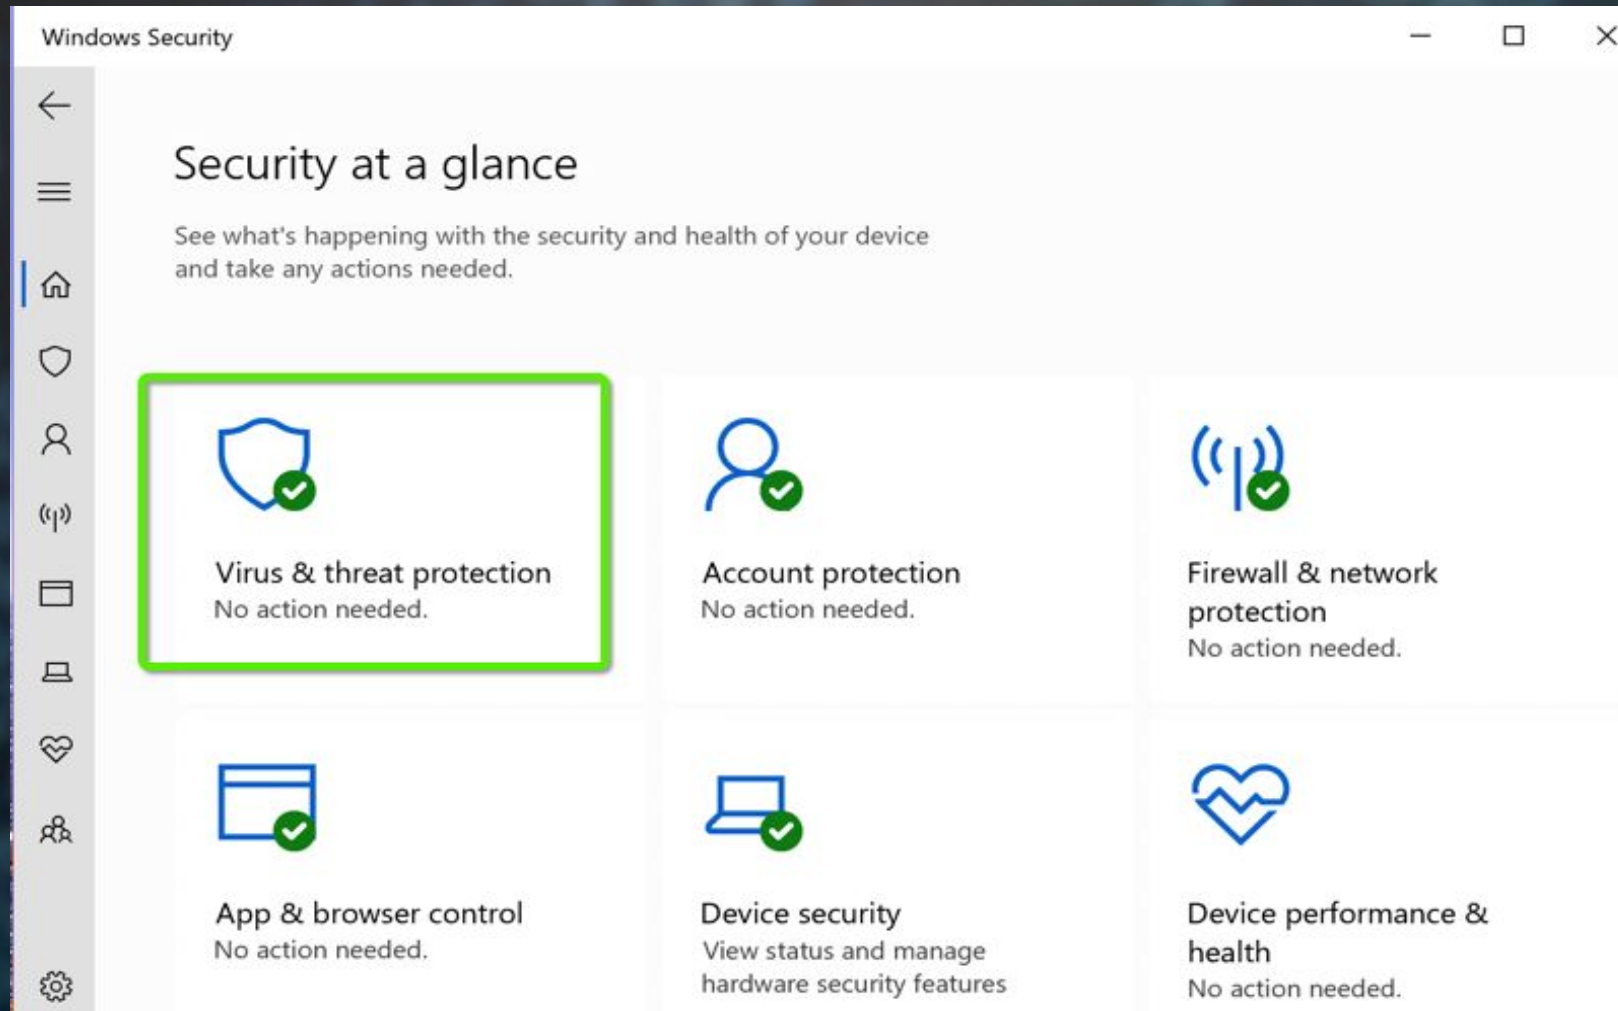 Windows Security
Security at a glance
See what's happening with the security and health of your device
and take any actions needed.
Virus & threat protection
No action needed.
Account protection
No action needed.
Firewall & network
protection
No action needed.
App & browser control
No action needed.
Device security
View status and manage
hardware security features
Device performance &
health
No action needed.